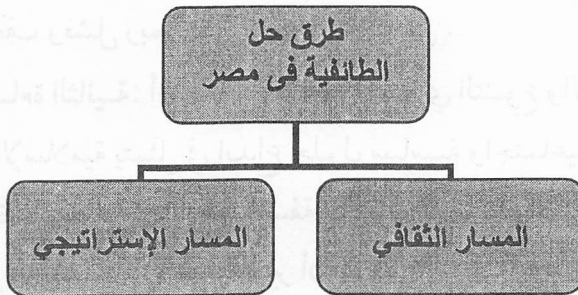 طرق حل
الطائفية فى مصر
المسار الثقافي
المسار الإستراتيجي